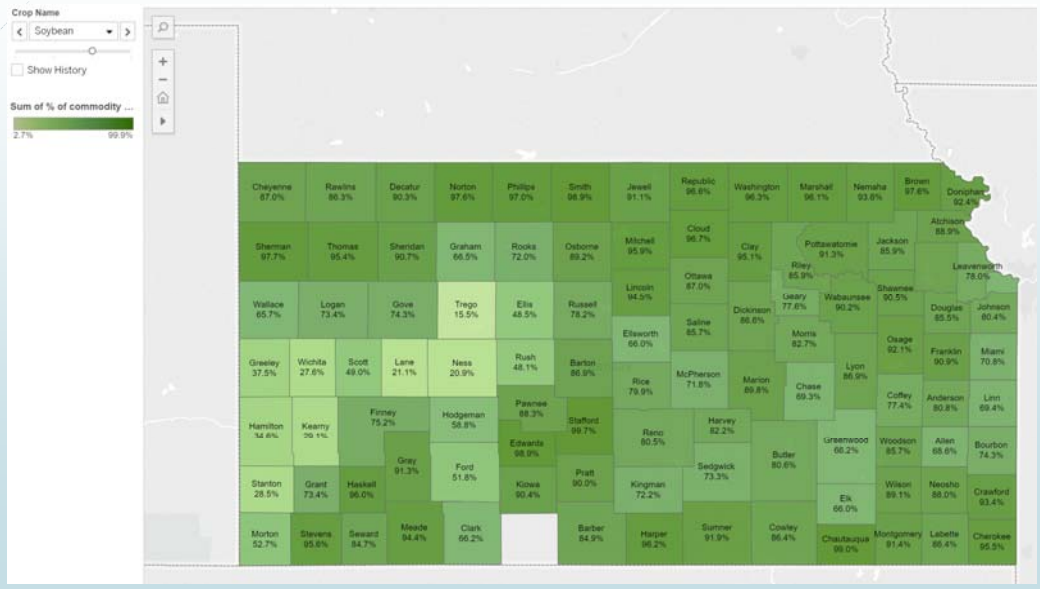 Crop Name
Soybean
Show History
Sum of % of commodity ...
2.7% 99.9%
Cheyenne
87.0%
Rawlins
86.3%
Decatur
90.3%
Norton
97.6%
Phillips
97.0%
Smith
98.9%
Jewell
91.1%
Republic
96.6%
Washington
96.3%
Marshall
96.1%
Nemaha
93.8%
Brown
97.6%
Doniphan
92.4%
Atchison
88.9%
Sherman
97.7%
Thomas
95.4%
Sheridan
90.7%
Graham
66.5%
Rooks
72.0%
Osborne
89.2%
Mitchell
95.9%
Cloud
96.7%
Clay
95.1%
Riley
85.9%
Pottawatomie
91.3%
Jackson
85.9%
Leavenworth
78.0%
Wallace
65.7%
Logan
73.4%
Gove
74.3%
Trego
15.5%
Ellis
48.5%
Russell
78.2%
Lincoln
94.5%
Ottawa
87.0%
Saline
85.7%
Dickinson
86.6%
Geary
77.6%
Wabaunsee
90.2%
Shawnee
90.5%
Douglas
85.5%
Johnson
80.4%
Greeley
37.5%
Wichita
27.6%
Scott
49.0%
Lane
21.1%
Ness
20.9%
Rush
48.1%
Barton
86.9%
Ellsworth
66.0%
Rice
79.9%
McPherson
71.8%
Marion
89.8%
Morris
82.7%
Chase
69.3%
Lyon
86.9%
Osage
92.1%
Franklin
90.9%
Miami
70.8%
Hamilton
34.6%
Kearny
29.1%
Finney
75.2%
Hodgeman
58.8%
Pawnee
88.3%
Stafford
99.7%
Edwards
98.9%
Reno
80.5%
Harvey
82.2%
Sedgwick
73.3%
Butler
80.6%
Greenwood
66.2%
Coffey
77.4%
Anderson
80.8%
Linn
69.4%
Woodson
85.7%
Allen
68.6%
Bourbon
74.3%
Stanton
28.5%
Grant
73.4%
Haskell
96.0%
Gray
91.3%
Ford
51.8%
Kiowa
90.4%
Pratt
90.0%
Kingman
72.2%
Elk
66.0%
Wilson
89.1%
Neosho
88.0%
Crawford
93.4%
Morton
52.7%
Stevens
95.6%
Seward
84.7%
Meade
94.4%
Clark
66.2%
Barber
84.9%
Harper
96.2%
Sumner
91.9%
Cowley
86.4%
Chautauqua
99.0%
Montgomery
91.4%
Labette
86.4%
Cherokee
95.5%